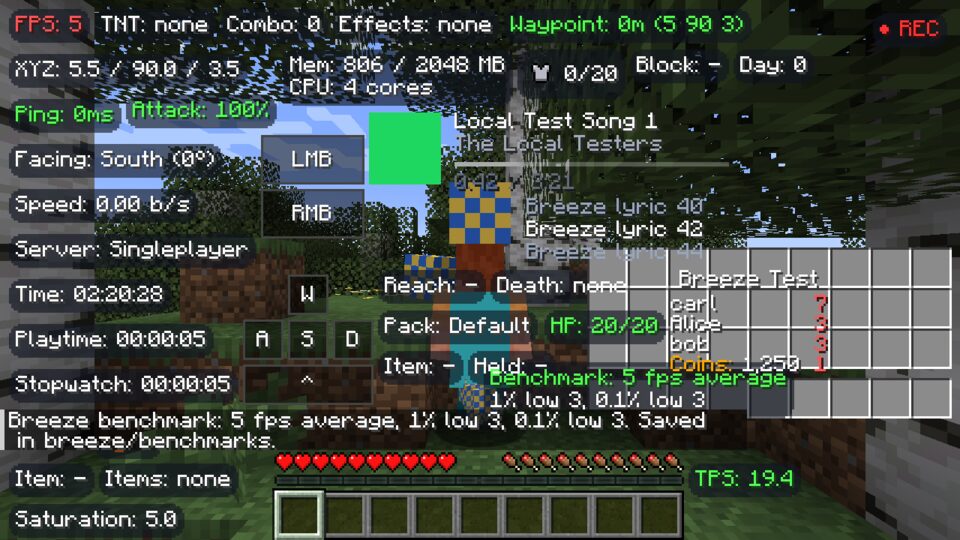 FPS: 5 TNT: none Combo: 0 Effects: none Waypoint: 0m (5 90 3) REC
XYZ: 5.5 / 90.0 / 3.5 Mem: 806 / 2048 MB 0/20 Block: - Day: 0
CPU: 4 cores
Ping: 0ms Attack: 100%
Local Test Song 1
The Local Testers
Facing: South (0°) LMB
0:42 3:21
Speed: 0.00 b/s RMB
Breeze lyric 40
Breeze lyric 42
Breeze lyric 44
Server: Singleplayer
Breeze Test
Reach: - Death: none
Time: 02:20:28 W
carl 7
Alice 3
bob 3
Coins: 1,250 1
Pack: Default HP: 20/20
Playtime: 00:00:05 A S D
Item: - Held: -
Stopwatch: 00:00:05 ^
Benchmark: 5 fps average
1% low 3, 0.1% low 3
Breeze benchmark: 5 fps average, 1% low 3, 0.1% low 3. Saved
in breeze/benchmarks.
Item: - Items: none TPS: 19.4
Saturation: 5.0